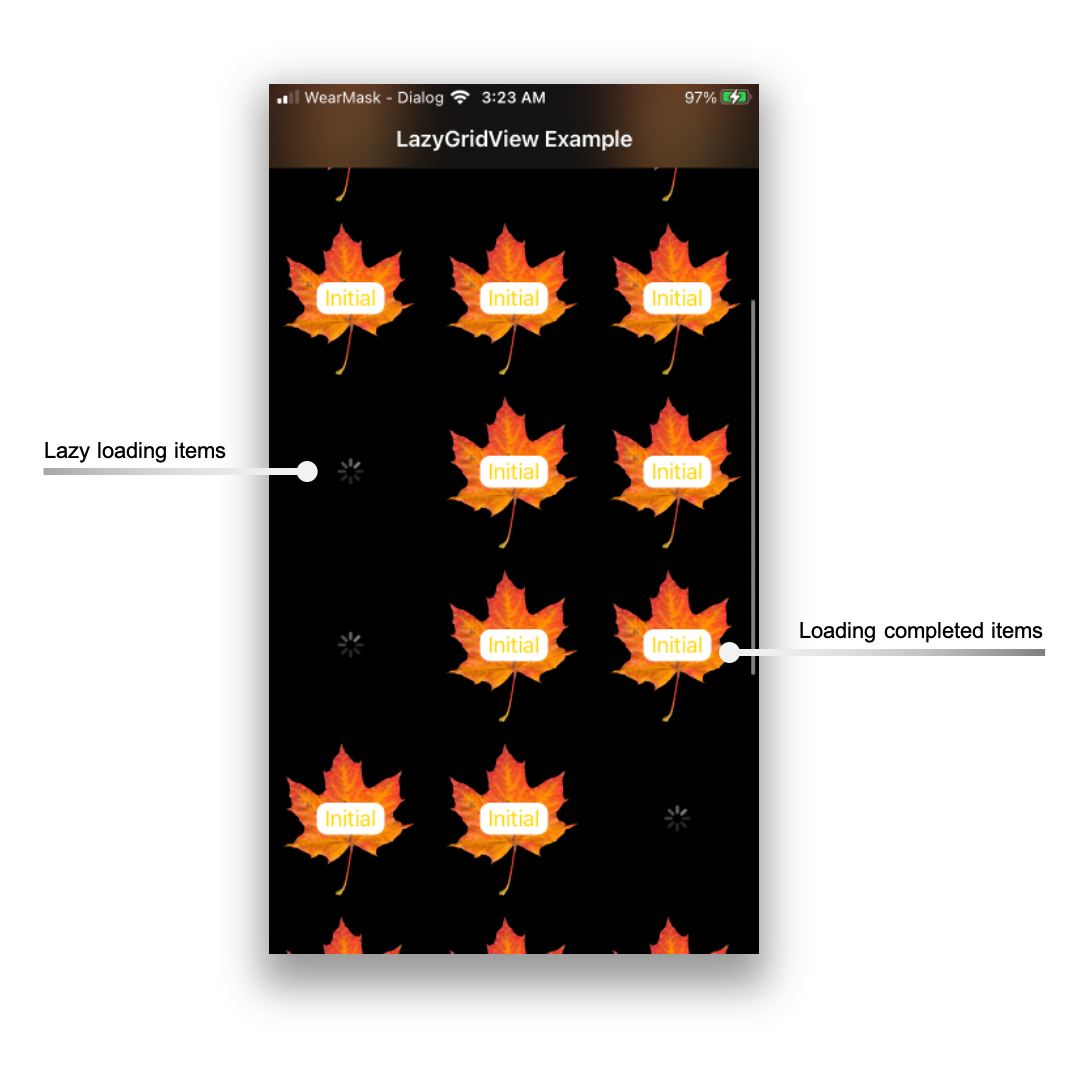 WearMask - Dialog 3:23 AM 97%
LazyGridView Example
Initial Initial Initial
Lazy loading items
Initial Initial
Loading completed items
Initial Initial
Initial Initial